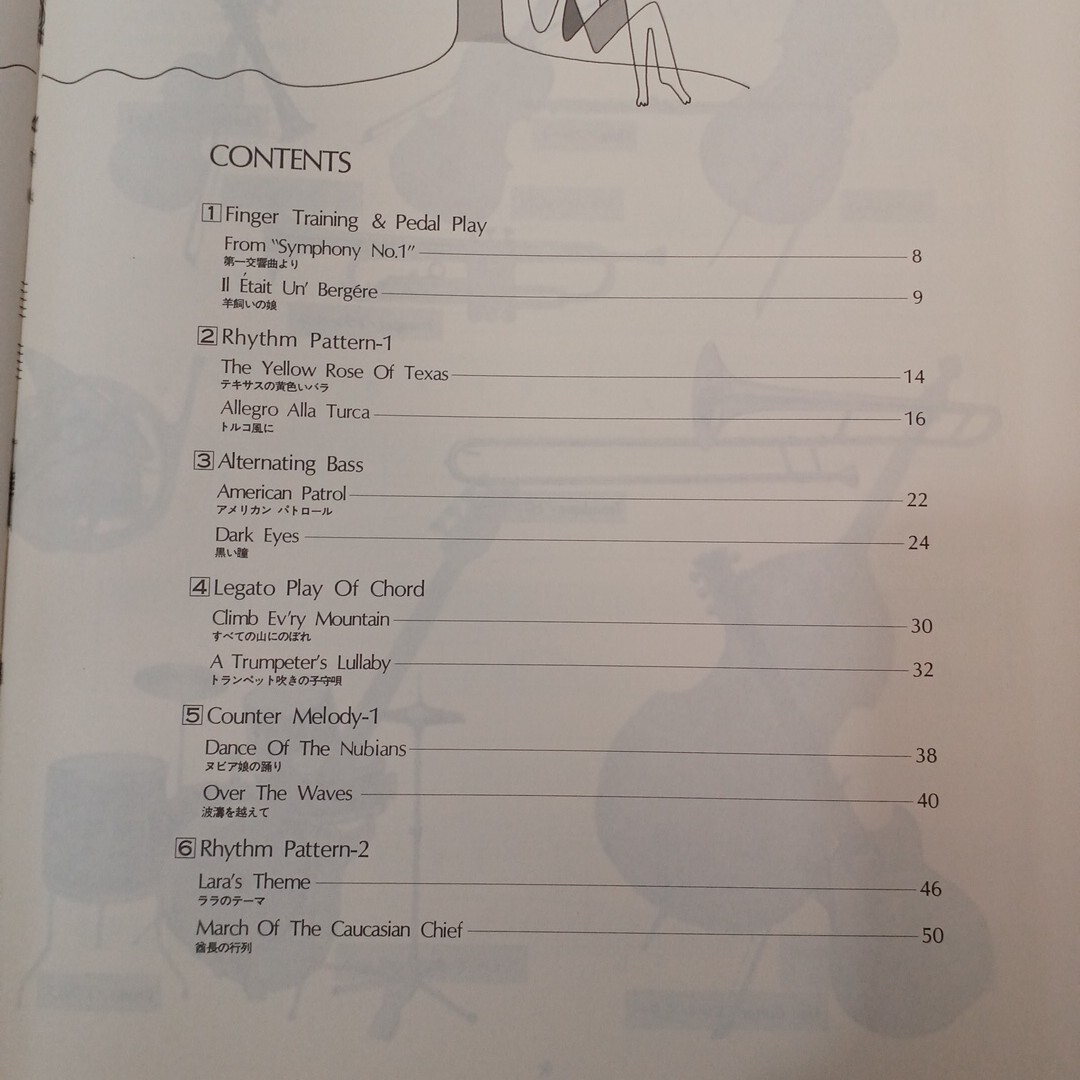 CONTENTS
1 Finger Training & Pedal Play
From "Symphony No.1" 8
第一交響曲より
Il Était Un' Bergére 9
羊飼いの娘
2 Rhythm Pattern-1
The Yellow Rose Of Texas 14
テキサスの黄色いバラ
Allegro Alla Turca 16
トルコ風に
3 Alternating Bass
American Patrol 22
アメリカン パトロール
Dark Eyes 24
黒い瞳
4 Legato Play Of Chord
Climb Ev'ry Mountain 30
すべての山にのぼれ
A Trumpeter's Lullaby 32
トランペット吹きの子守唄
5 Counter Melody-1
Dance Of The Nubians 38
ヌビア娘の踊り
Over The Waves 40
波濤を越えて
6 Rhythm Pattern-2
Lara's Theme 46
ララのテーマ
March Of The Caucasian Chief 50
酋長の行列